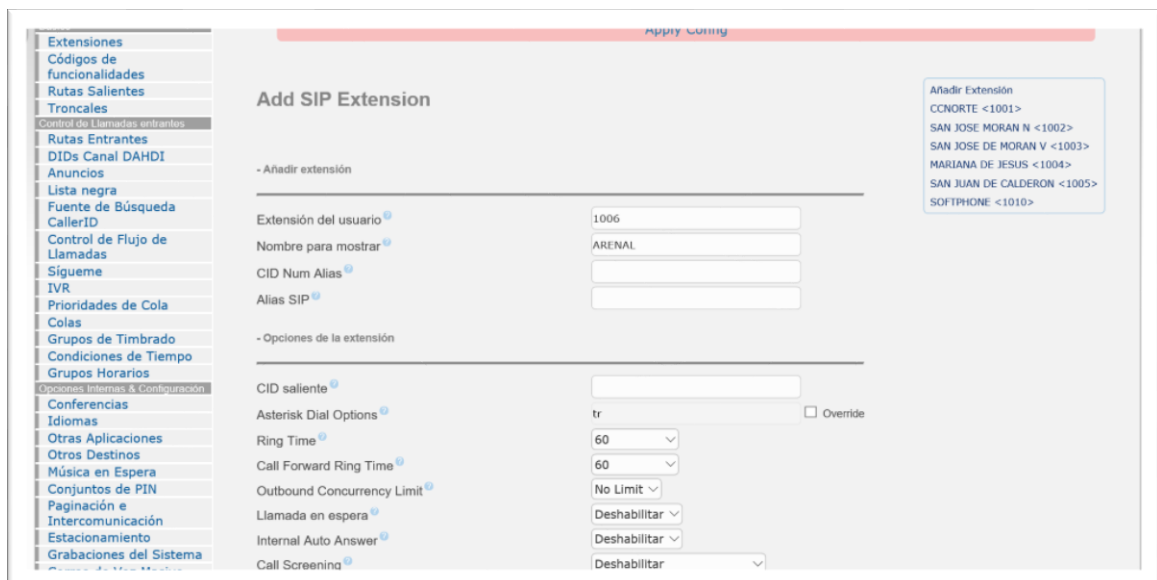 Extensiones
Códigos de
funcionalidades
Rutas Salientes
Troncales
Control de Llamadas entrantes
Rutas Entrantes
DIDs Canal DAHDI
Anuncios
Lista negra
Fuente de Búsqueda
CallerID
Control de Flujo de
Llamadas
Sígueme
IVR
Prioridades de Cola
Colas
Grupos de Timbrado
Condiciones de Tiempo
Grupos Horarios
Opciones Internas & Configuración
Conferencias
Idiomas
Otras Aplicaciones
Otros Destinos
Música en Espera
Conjuntos de PIN
Paginación e
Intercomunicación
Estacionamiento
Grabaciones del Sistema
Apply Config
Add SIP Extension
- Añadir extensión
Extensión del usuario
1006
Nombre para mostrar
ARENAL
CID Num Alias
Alias SIP
- Opciones de la extensión
CID saliente
Asterisk Dial Options
tr
Override
Ring Time
60
Call Forward Ring Time
60
Outbound Concurrency Limit
No Limit
Llamada en espera
Deshabilitar
Internal Auto Answer
Deshabilitar
Call Screening
Deshabilitar
Añadir Extensión
CCNORTE <1001>
SAN JOSE MORAN N <1002>
SAN JOSE DE MORAN V <1003>
MARIANA DE JESUS <1004>
SAN JUAN DE CALDERON <1005>
SOFTPHONE <1010>